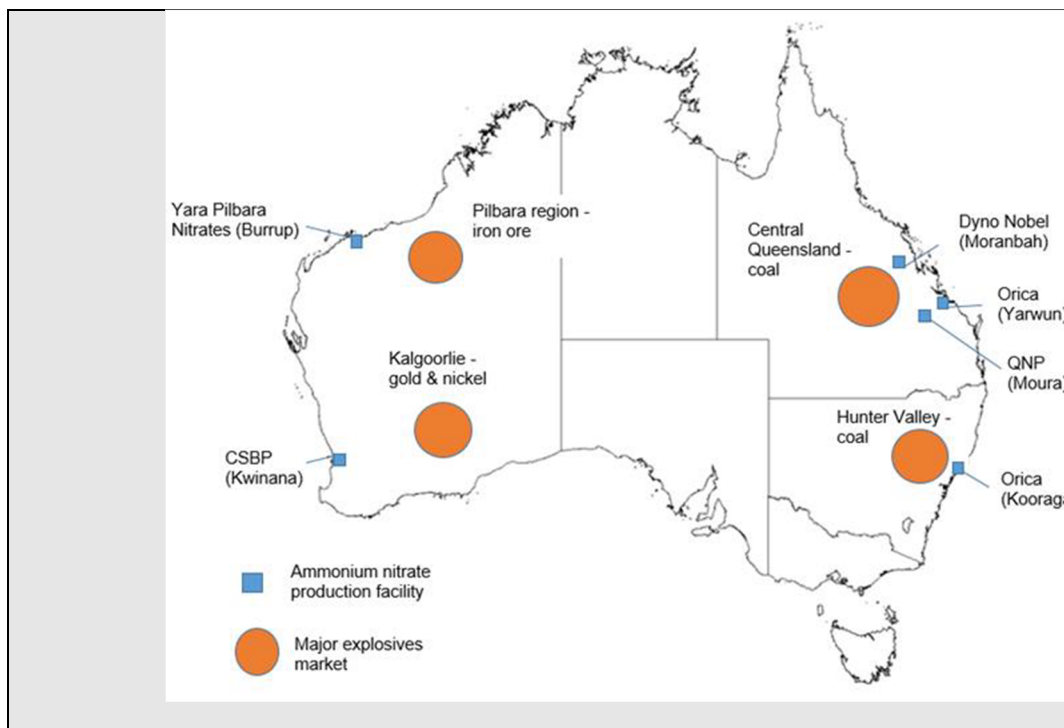 Yara Pilbara
Nitrates (Burrup)
Pilbara region -
iron ore
Central
Queensland -
coal
Dyno Nobel
(Moranbah)
Orica
(Yarwun)
QNP
(Moura)
Kalgoorlie -
gold & nickel
Hunter Valley -
coal
CSBP
(Kwinana)
Orica
(Kooraga
Ammonium nitrate
production facility
Major explosives
market